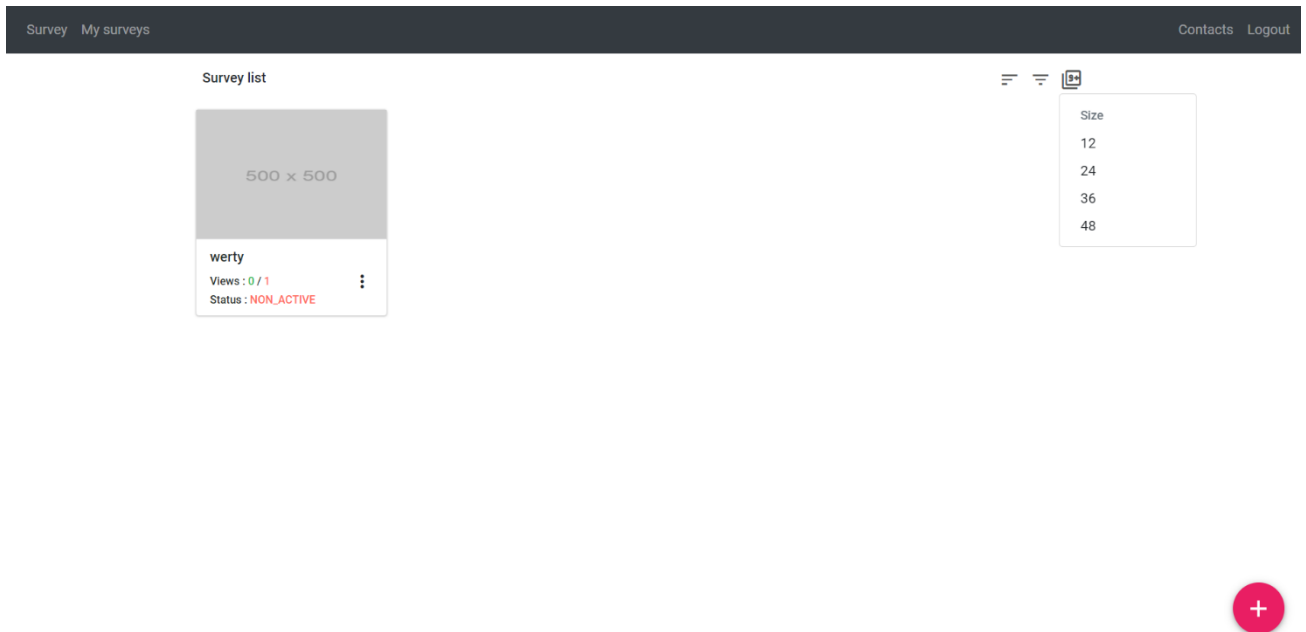 Survey My surveys Contacts Logout
Survey list
9+
Size
12
24
36
48
500 x 500
werty
Views : 0 / 1
Status : NON_ACTIVE
+